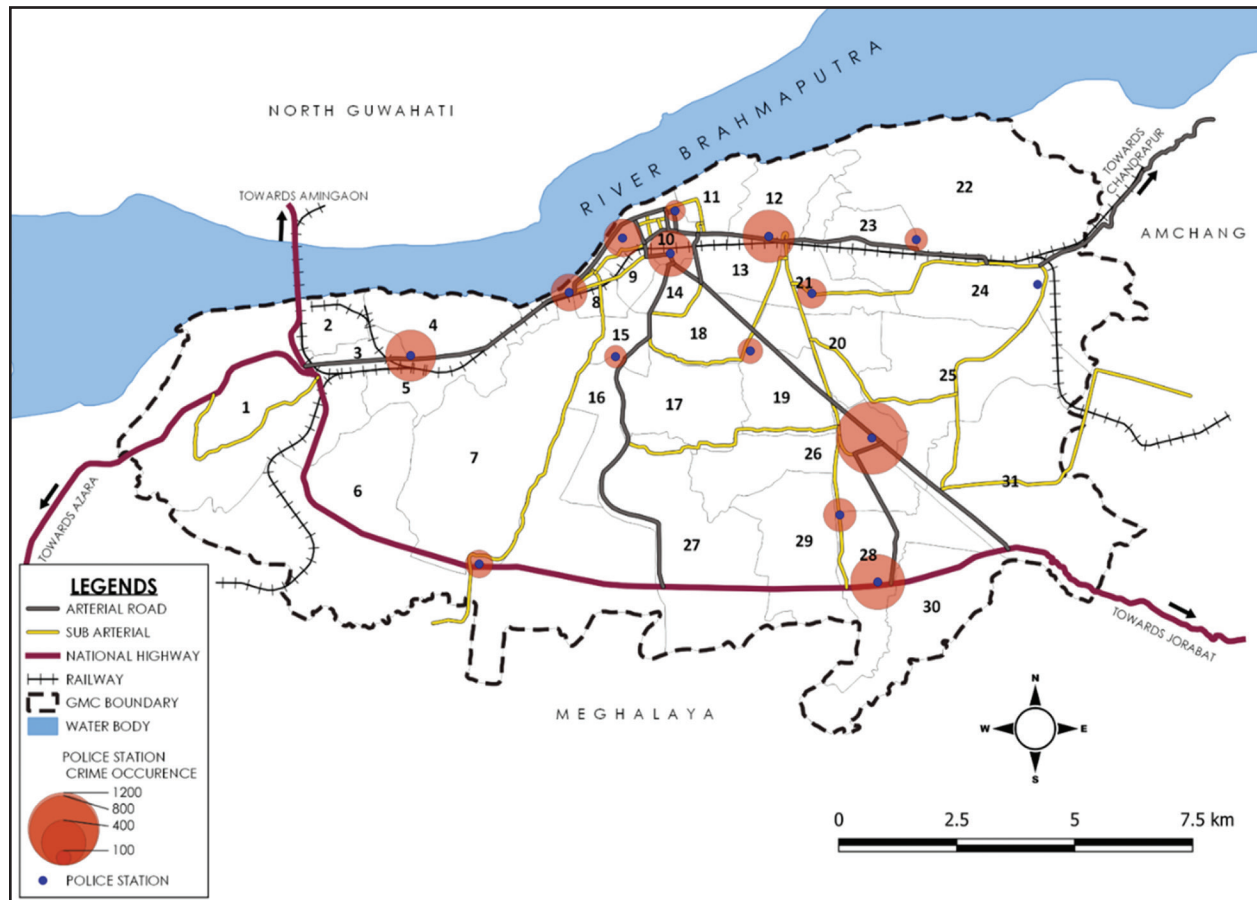 NORTH GUWAHATI
RIVER BRAHMAPUTRA
TOWARDS CHANDRAPUR
TOWARDS AMINGAON
AMCHANG
22
11
12
23
10
13
9
21
24
8
14
2
4
15
18
20
3
5
25
1
16
17
19
7
26
31
6
27
29
28
30
TOWARDS AZARA
TOWARDS JORABAT
MEGHALAYA
LEGENDS
ARTERIAL ROAD
SUB ARTERIAL
NATIONAL HIGHWAY
RAILWAY
GMC BOUNDARY
WATER BODY
POLICE STATION
CRIME OCCURENCE
1200
800
400
100
POLICE STATION
N
W
E
S
0
2.5
5
7.5 km